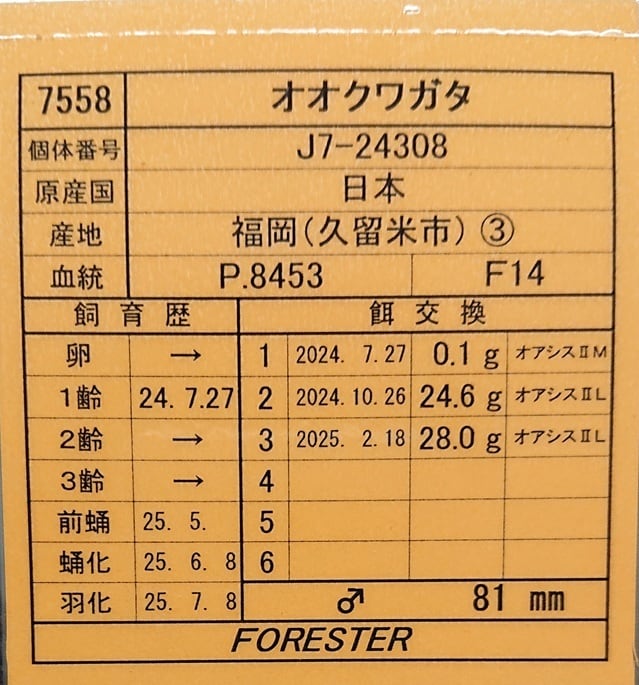 7558 オオクワガタ
個体番号 J7-24308
原産国 日本
産地 福岡(久留米市) ③
血統 P.8453 F14
飼育歴 餌交換
卵 → 1 2024. 7.27 0.1 g オアシスⅡM
1齢 24. 7.27 2 2024.10.26 24.6 g オアシスⅡL
2齢 → 3 2025. 2.18 28.0 g オアシスⅡL
3齢 → 4
前蛹 25. 5. 5
蛹化 25. 6. 8 6
羽化 25. 7. 8 ♂ 81 mm
FORESTER